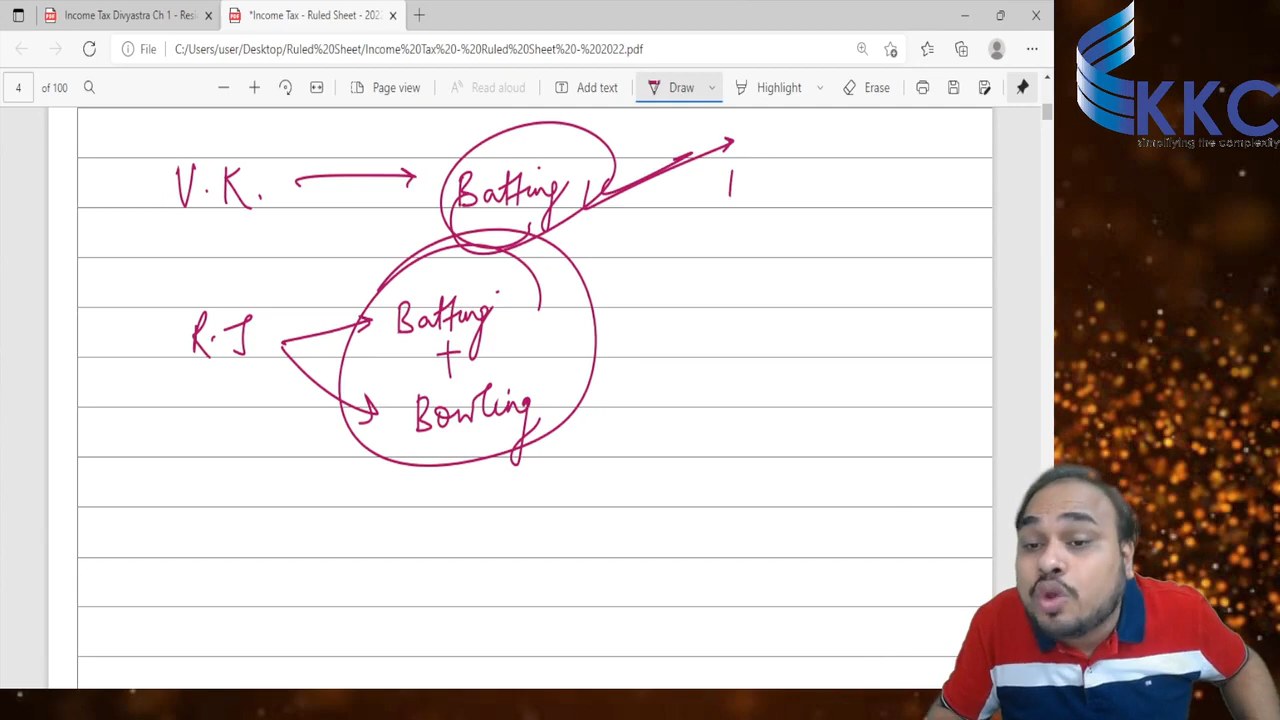 Income Tax Divyastra Ch 1 - Resi
*Income Tax - Ruled Sheet - 202
File
C:/Users/user/Desktop/Ruled%20Sheet/Income%20Tax%20-%20Ruled%20Sheet%20-%202022.pdf
4 of 100
Page view
Read aloud
Add text
Draw
Highlight
Erase
KKC
simplifying the complexity
V.K. → Batting,
1
R.J
Batting
+
Bowling